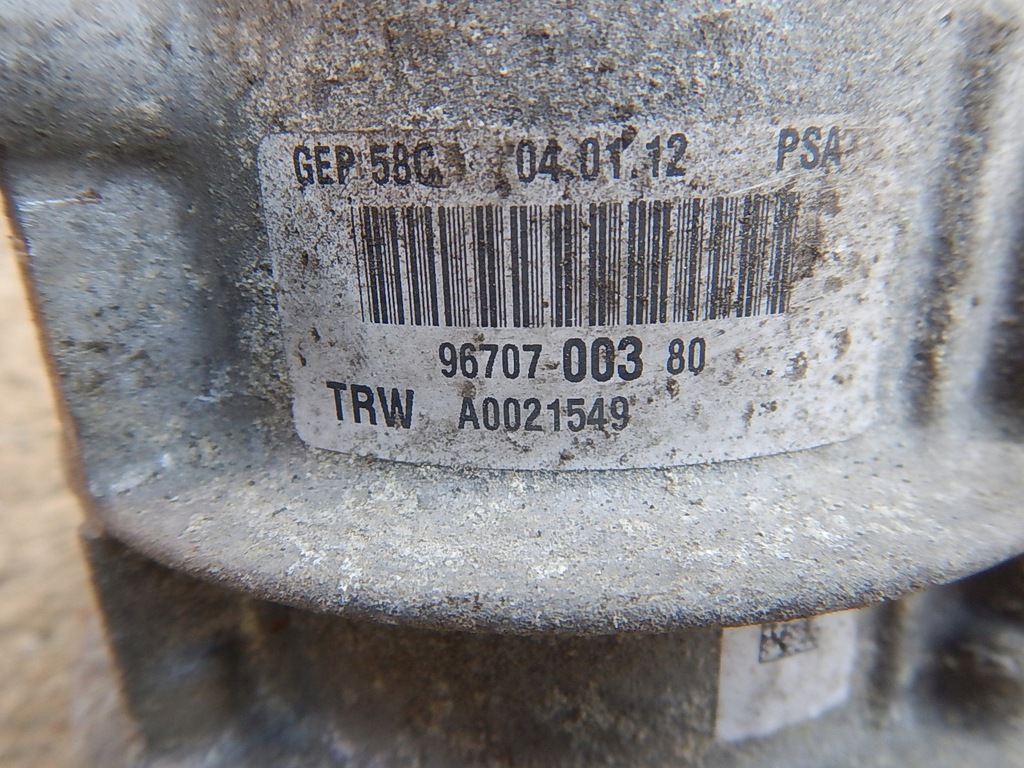 GEP 58C 04.01.12 PSA
96707 003 80
TRW A0021549